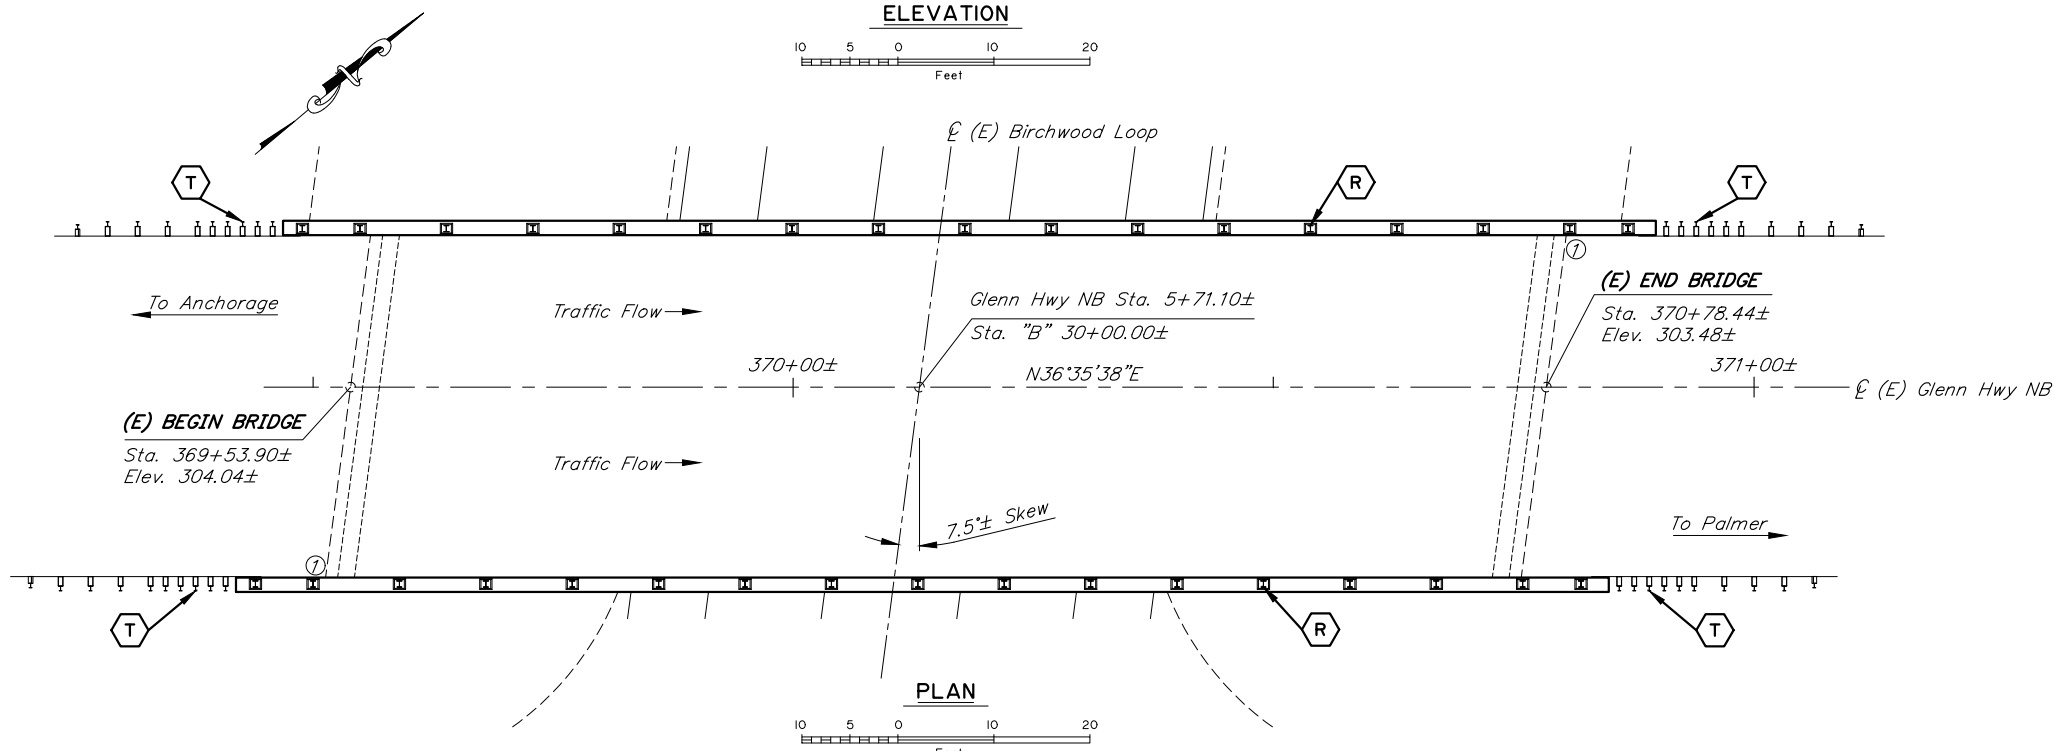 ELEVATION
10 5 0 10 20
Feet
℄ (E) Birchwood Loop
T
R
T
To Anchorage
Traffic Flow
Glenn Hwy NB Sta. 5+71.10±
Sta. "B" 30+00.00±
1
(E) END BRIDGE
Sta. 370+78.44±
Elev. 303.48±
370+00±
N36°35'38"E
371+00±
℄ (E) Glenn Hwy NB
(E) BEGIN BRIDGE
Sta. 369+53.90±
Elev. 304.04±
Traffic Flow
7.5°± Skew
To Palmer
1
T
R
T
PLAN
10 5 0 10 20